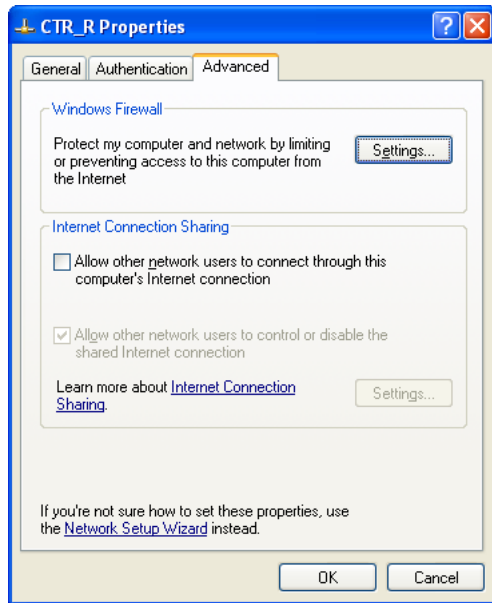 CTR_R Properties
General Authentication Advanced
Windows Firewall
Protect my computer and network by limiting
or preventing access to this computer from
the Internet
Settings...
Internet Connection Sharing
Allow other network users to connect through this
computer's Internet connection
Allow other network users to control or disable the
shared Internet connection
Learn more about Internet Connection
Sharing.
Settings...
If you're not sure how to set these properties, use
the Network Setup Wizard instead.
OK Cancel